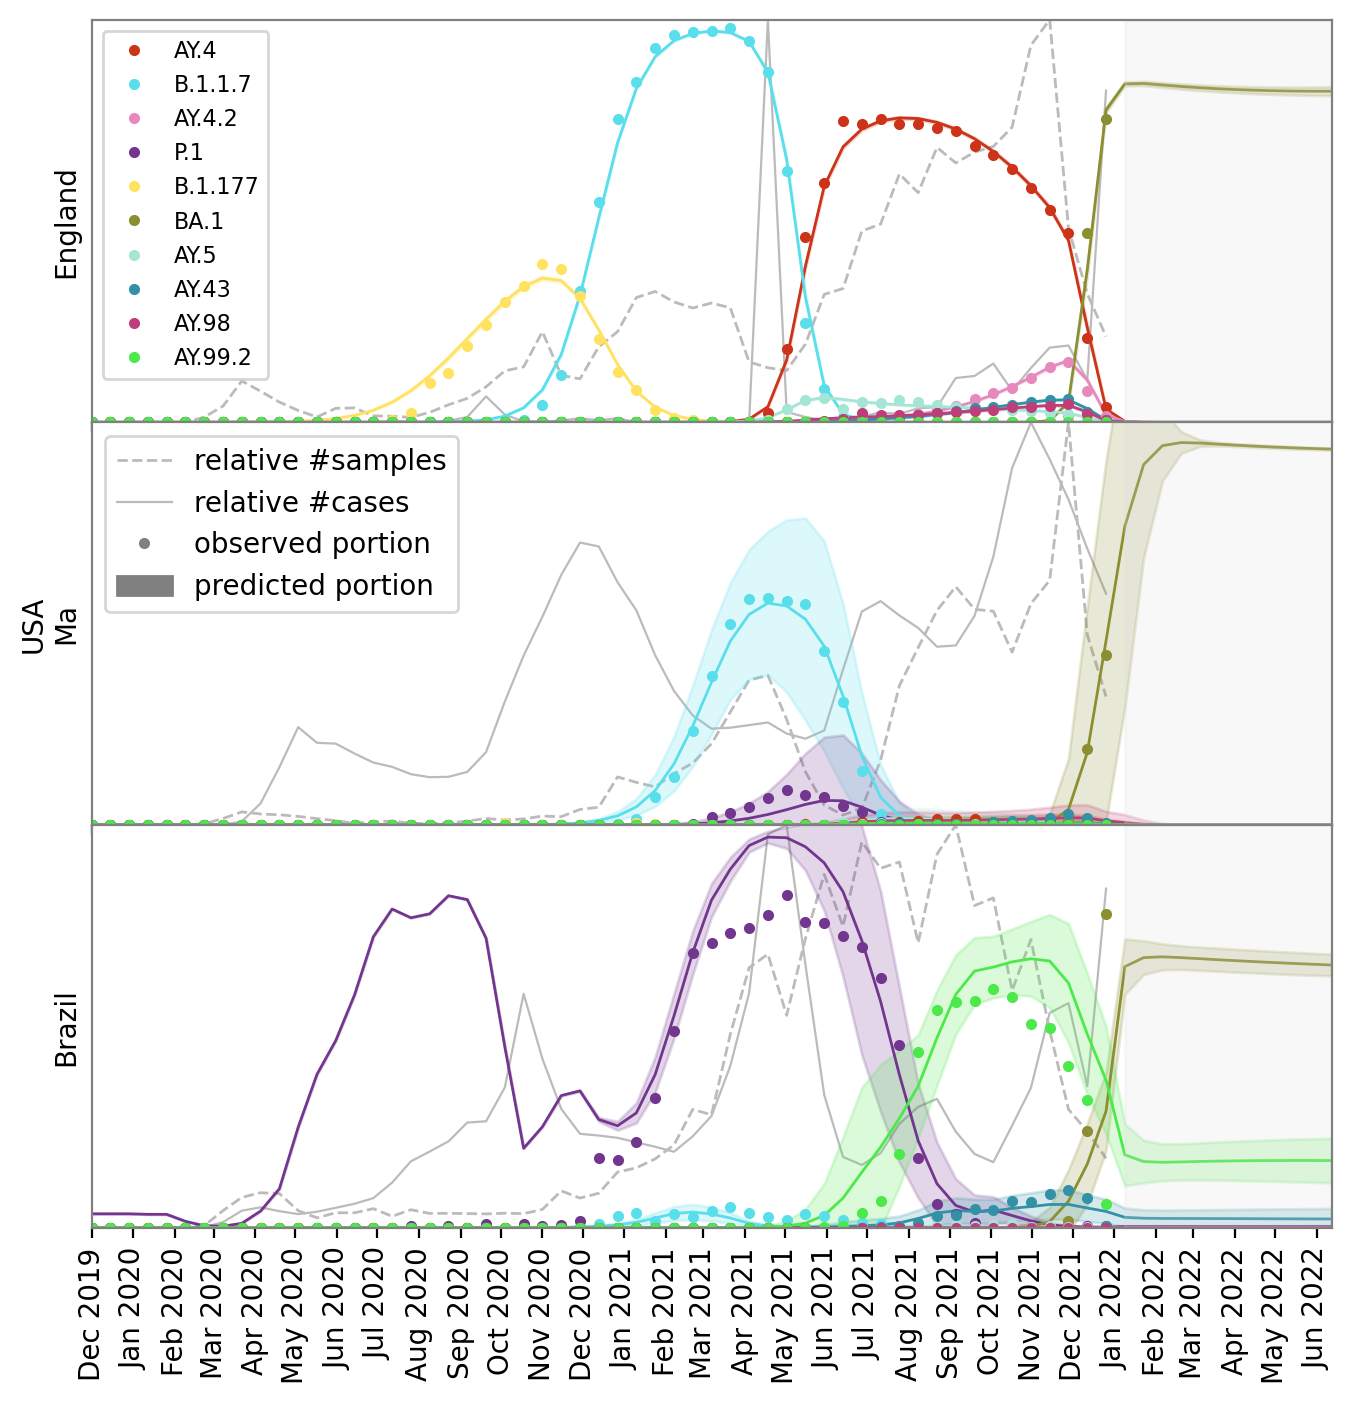 England
AY.4
B.1.1.7
AY.4.2
P.1
B.1.177
BA.1
AY.5
AY.43
AY.98
AY.99.2
USA
Ma
relative #samples
relative #cases
observed portion
predicted portion
Brazil
Dec 2019
Jan 2020
Feb 2020
Mar 2020
Apr 2020
May 2020
Jun 2020
Jul 2020
Aug 2020
Sep 2020
Oct 2020
Nov 2020
Dec 2020
Jan 2021
Feb 2021
Mar 2021
Apr 2021
May 2021
Jun 2021
Jul 2021
Aug 2021
Sep 2021
Oct 2021
Nov 2021
Dec 2021
Jan 2022
Feb 2022
Mar 2022
Apr 2022
May 2022
Jun 2022